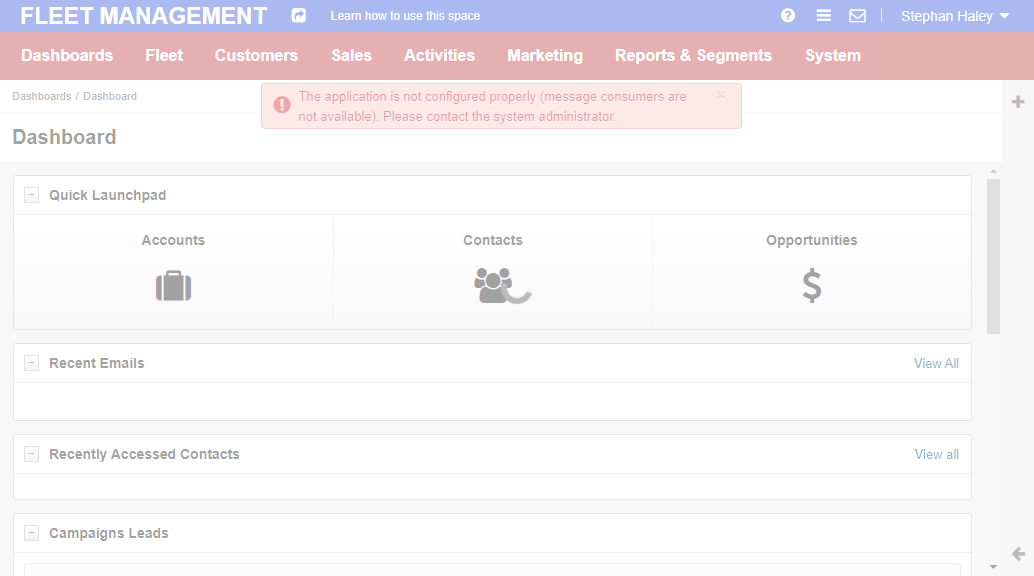 FLEET MANAGEMENT
Learn how to use this space
Stephan Haley
Dashboards
Fleet
Customers
Sales
Activities
Marketing
Reports & Segments
System
Dashboards / Dashboard
The application is not configured properly (message consumers are
not available). Please contact the system administrator.
Dashboard
Quick Launchpad
Accounts
Contacts
Opportunities
Recent Emails
View All
Recently Accessed Contacts
View all
Campaigns Leads